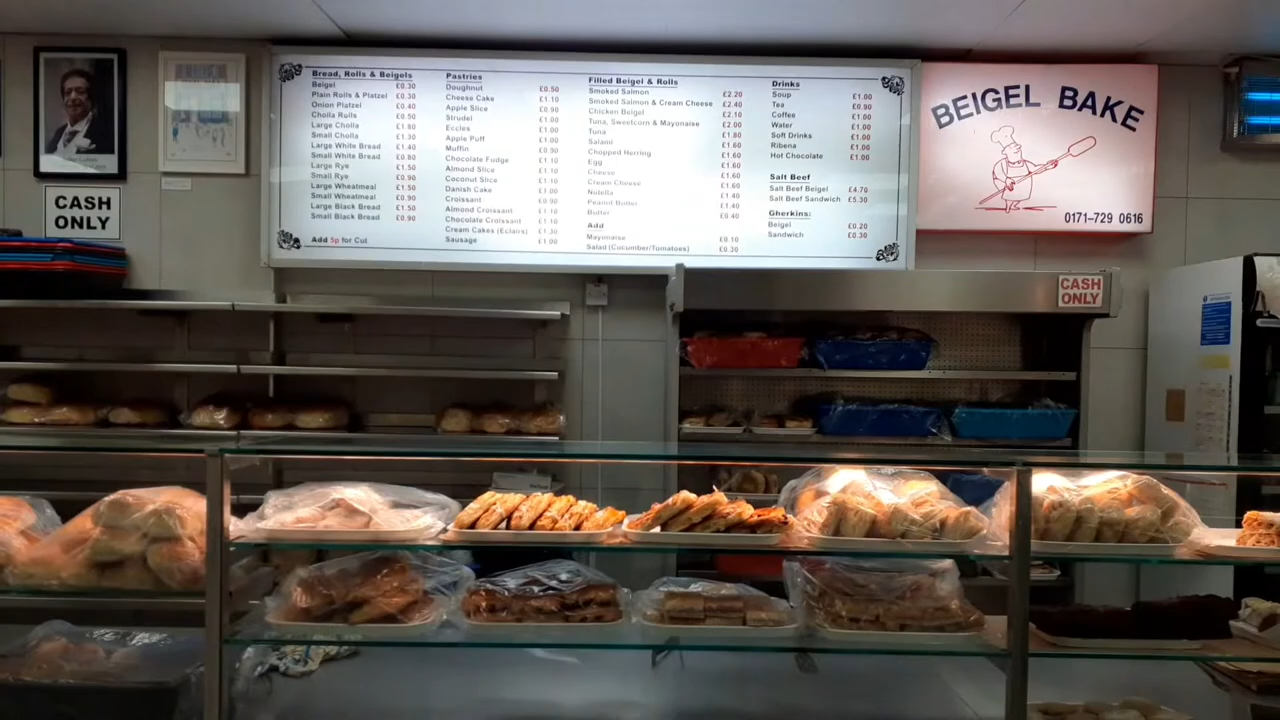 Bread, Rolls & Beigels
Beigel £0.30
Plain Rolls & Platzel £0.30
Onion Platzel £0.40
Cholla Rolls £0.50
Large Cholla £1.80
Small Cholla £1.30
Large White Bread £1.40
Small White Bread £0.80
Large Rye £1.50
Small Rye £0.90
Large Wheatmeal £1.50
Small Wheatmeal £0.90
Large Black Bread £1.50
Small Black Bread £0.90
Add 5p for Cut
Pastries
Doughnut £0.50
Cheese Cake £1.10
Apple Slice £0.90
Strudel £1.00
Eccles £1.00
Apple Puff £1.00
Muffin £0.90
Chocolate Fudge £1.10
Almond Slice £1.10
Coconut Slice £1.10
Danish Cake £1.00
Croissant £0.90
Almond Croissant £1.10
Chocolate Croissant £1.10
Cream Cakes (Eclairs) £1.30
Sausage £1.00
Filled Beigel & Rolls
Smoked Salmon £2.20
Smoked Salmon & Cream Cheese £2.40
Chicken Beigel £2.10
Tuna, Sweetcorn & Mayonaise £2.00
Tuna £1.80
Salami £1.60
Chopped Herring £1.60
Egg £1.60
Cheese £1.60
Cream Cheese £1.60
Nutella £1.40
Peanut Butter £1.40
Butter £0.40
Add
Mayonaise £0.10
Salad (Cucumber/Tomatoes) £0.30
Drinks
Soup £1.00
Tea £0.90
Coffee £1.00
Water £1.00
Soft Drinks £1.00
Ribena £1.00
Hot Chocolate £1.00
Salt Beef
Salt Beef Beigel £4.70
Salt Beef Sandwich £5.30
Gherkins:
Beigel £0.20
Sandwich £0.30
BEIGEL BAKE
0171-729 0616
CASH
ONLY
CASH
ONLY